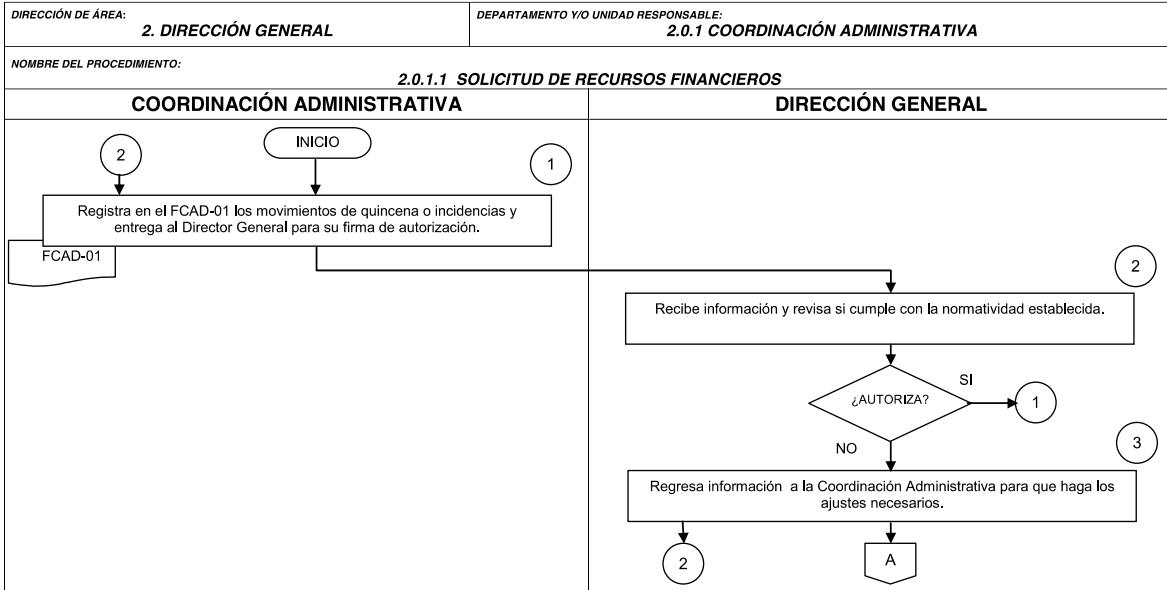 DIRECCIÓN DE ÁREA:
2. DIRECCIÓN GENERAL
DEPARTAMENTO Y/O UNIDAD RESPONSABLE:
2.0.1 COORDINACIÓN ADMINISTRATIVA
NOMBRE DEL PROCEDIMIENTO:
2.0.1.1 SOLICITUD DE RECURSOS FINANCIEROS
COORDINACIÓN ADMINISTRATIVA
DIRECCIÓN GENERAL
2
INICIO
1
Registra en el FCAD-01 los movimientos de quincena o incidencias y
entrega al Director General para su firma de autorización.
FCAD-01
2
Recibe información y revisa si cumple con la normatividad establecida.
¿AUTORIZA?
SI
1
NO
3
Regresa información a la Coordinación Administrativa para que haga los
ajustes necesarios.
2
A